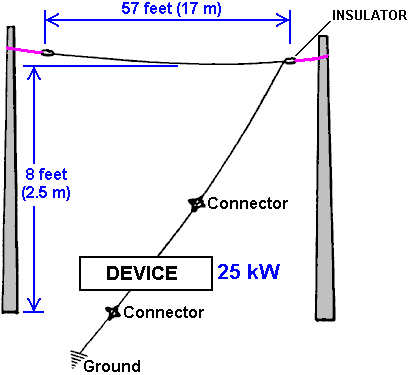 57 feet (17 m)
INSULATOR
8 feet
(2.5 m)
Connector
DEVICE
25 kW
Connector
Ground